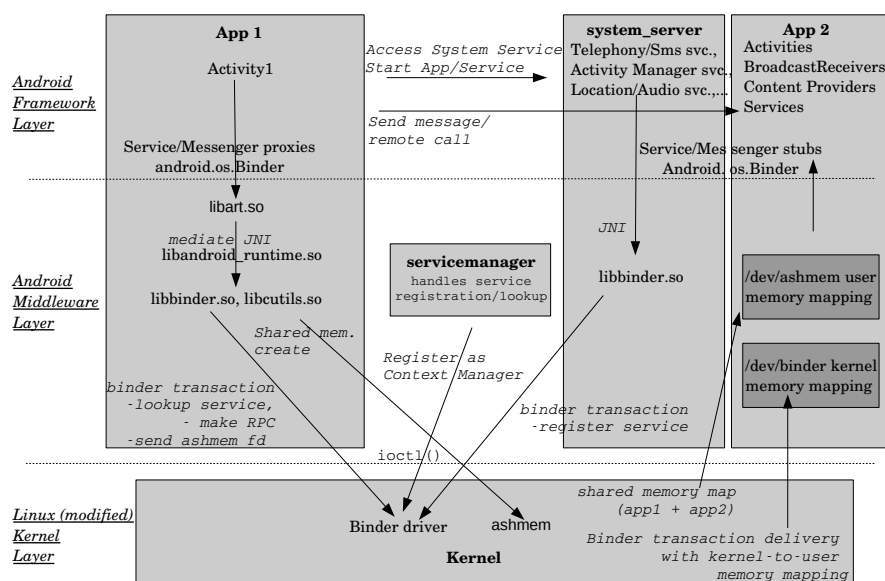 App 1
system_server
App 2
Activity1
Access System Service
Start App/Service
Telephony/Sms svc.,
Activity Manager svc.,
Location/Audio svc.,...
Activities
BroadcastReceivers
Content Providers
Services
Android
Framework
Layer
Send message/
remote call
Service/Messenger proxies
android.os.Binder
Service/Mes senger stubs
Android. os.Binder
libart.so
mediate JNI
libandroid_runtime.so
libbinder.so, libcutils.so
JNI
libbinder.so
servicemanager
handles service
registration/lookup
Android
Middleware
Layer
/dev/ashmem user
memory mapping
/dev/binder kernel
memory mapping
Shared mem.
create
Register as
Context Manager
binder transaction
-lookup service,
- make RPC
-send ashmem fd
binder transaction
-register service
ioctl()
Linux (modified)
Kernel
Layer
Binder driver
ashmem
Kernel
shared memory map
(app1 + app2)
Binder transaction delivery
with kernel-to-user
memory mapping